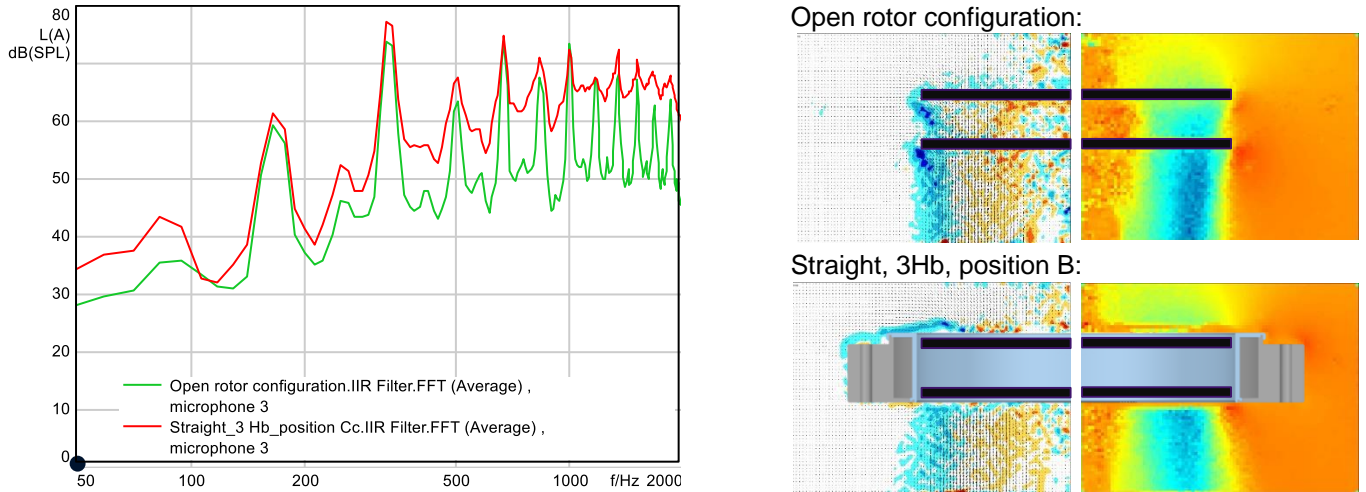 80
L(A)
dB(SPL)
60
50
40
30
20
10
0
50
100
200
500
1000
f/Hz
2000
Open rotor configuration.IIR Filter.FFT (Average) ,
microphone 3
Straight_3 Hb_position Cc.IIR Filter.FFT (Average) ,
microphone 3
Open rotor configuration:
Straight, 3Hb, position B: